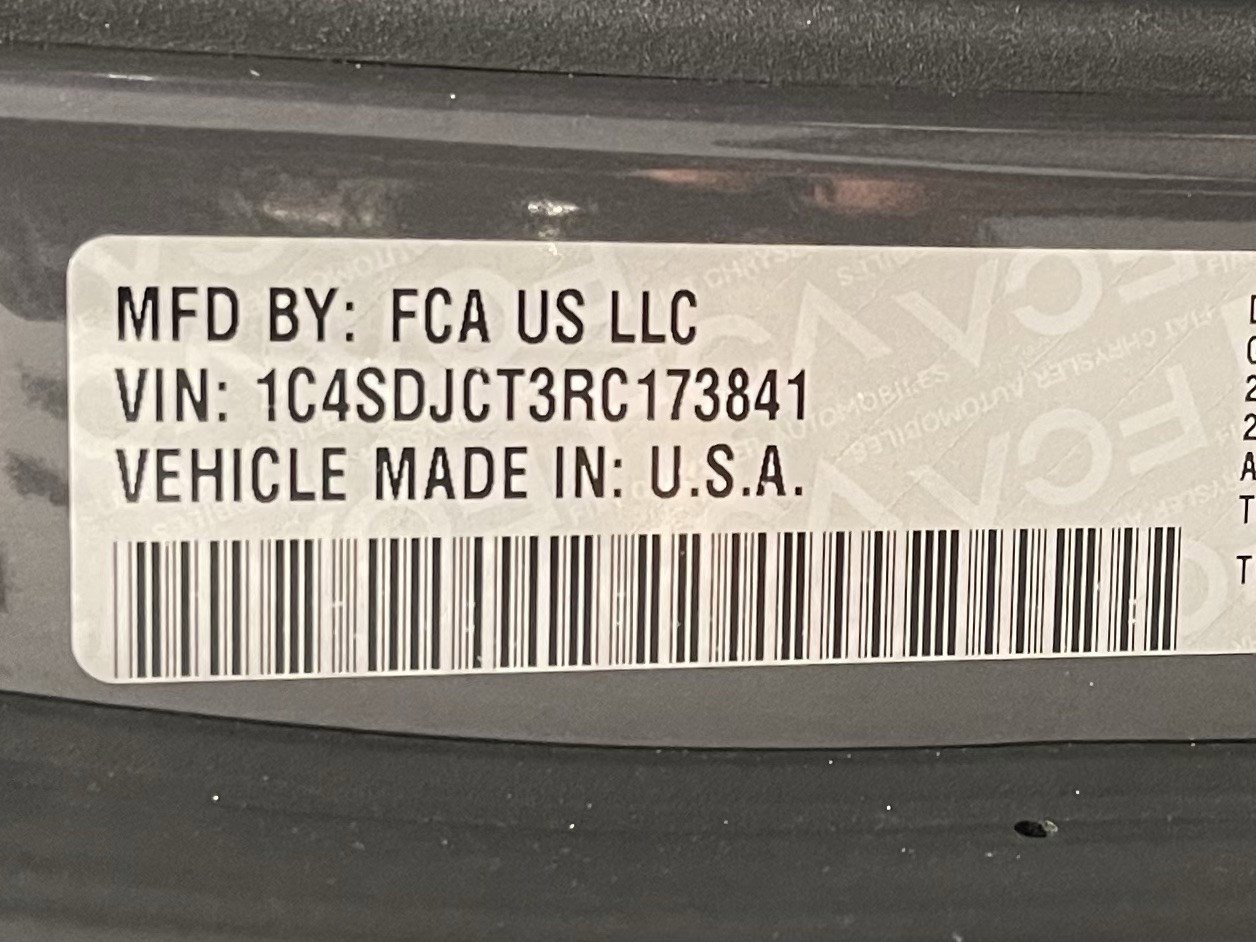 MFD BY: FCA US LLC
VIN: 1C4SDJCT3RC173841
VEHICLE MADE IN: U.S.A.